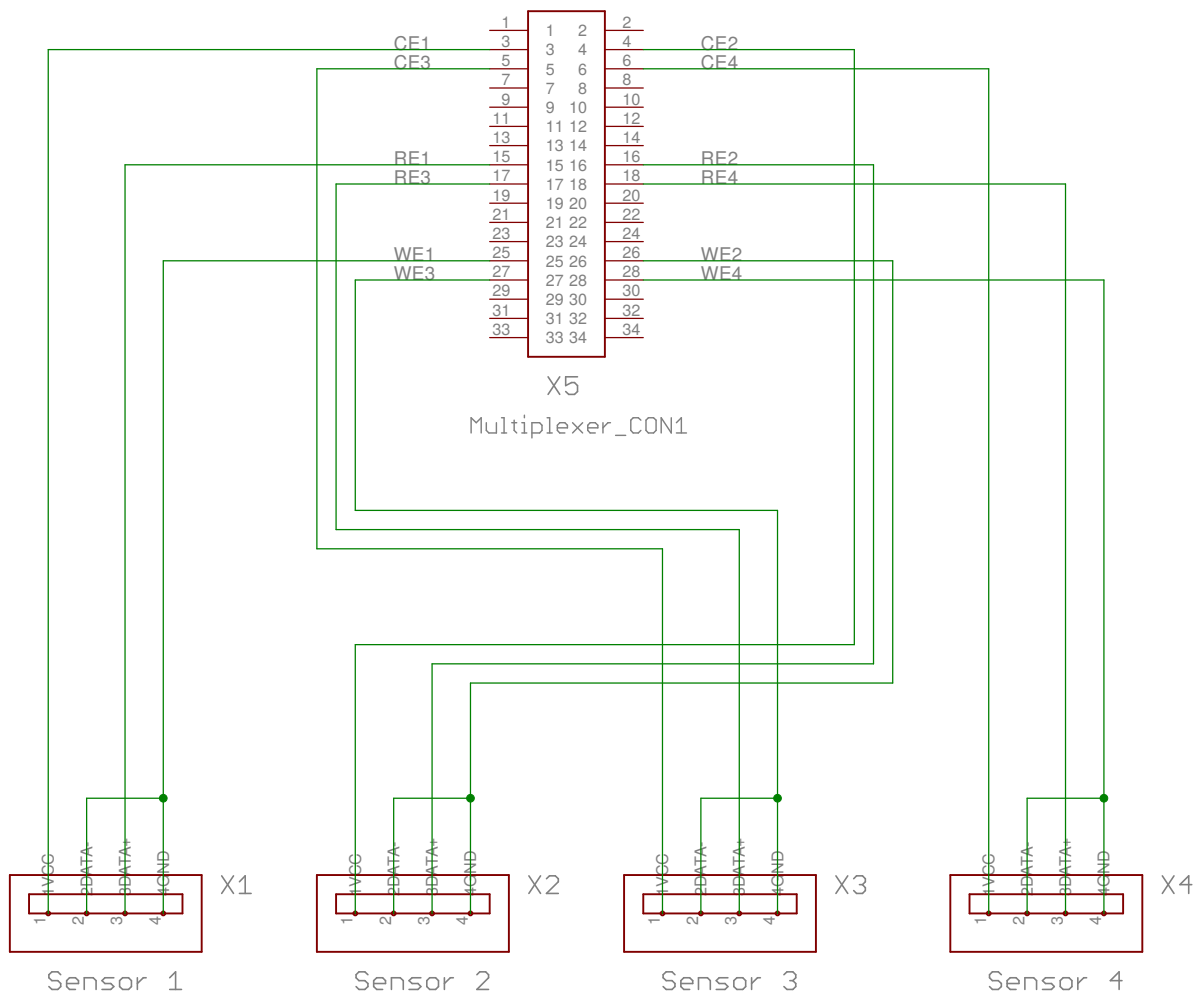 1 1 2 2
CE1 3 3 4 4 CE2
CE3 5 5 6 6 CE4
7 7 8 8
9 9 10 10
11 11 12 12
13 13 14 14
RE1 15 15 16 16 RE2
RE3 17 17 18 18 RE4
19 19 20 20
21 21 22 22
23 23 24 24
WE1 25 25 26 26 WE2
WE3 27 27 28 28 WE4
29 29 30 30
31 31 32 32
33 33 34 34
X5
Multiplexer_CON1
1VCC 2DATA- 3DATA+ 4GND
1 2 3 4
X1
Sensor 1
1VCC 2DATA- 3DATA+ 4GND
1 2 3 4
X2
Sensor 2
1VCC 2DATA- 3DATA+ 4GND
1 2 3 4
X3
Sensor 3
1VCC 2DATA- 3DATA+ 4GND
1 2 3 4
X4
Sensor 4